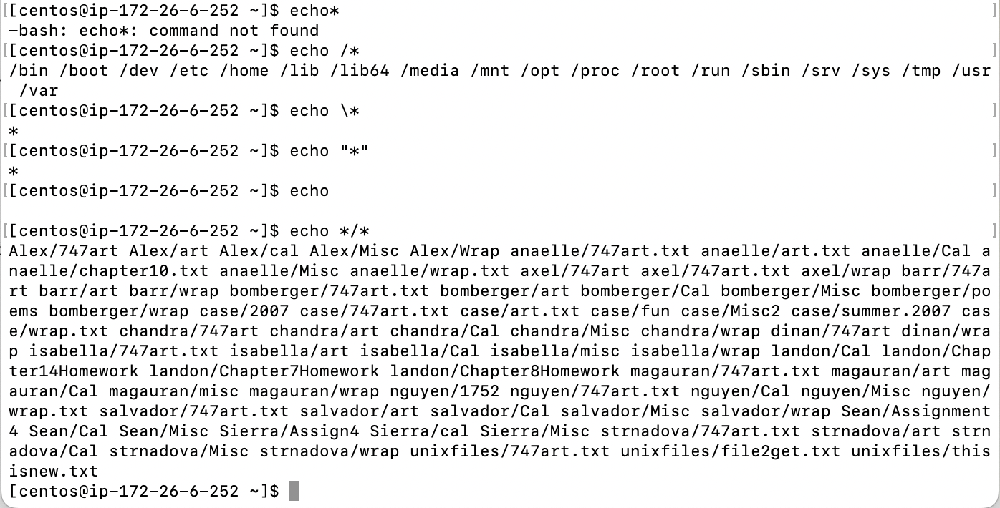 [[centos@ip-172-26-6-252 ~]$ echo* ]
-bash: echo*: command not found
[[centos@ip-172-26-6-252 ~]$ echo /* ]
/bin /boot /dev /etc /home /lib /lib64 /media /mnt /opt /proc /root /run /sbin /srv /sys /tmp /usr
 /var
[[centos@ip-172-26-6-252 ~]$ echo \* ]
*
[[centos@ip-172-26-6-252 ~]$ echo "*" ]
*
[[centos@ip-172-26-6-252 ~]$ echo ]

[[centos@ip-172-26-6-252 ~]$ echo */* ]
Alex/747art Alex/art Alex/cal Alex/Misc Alex/Wrap anaelle/747art.txt anaelle/art.txt anaelle/Cal a
naelle/chapter10.txt anaelle/Misc anaelle/wrap.txt axel/747art axel/747art.txt axel/wrap barr/747a
rt barr/art barr/wrap bomberger/747art.txt bomberger/art bomberger/Cal bomberger/Misc bomberger/po
ems bomberger/wrap case/2007 case/747art.txt case/art.txt case/fun case/Misc2 case/summer.2007 cas
e/wrap.txt chandra/747art chandra/art chandra/Cal chandra/Misc chandra/wrap dinan/747art dinan/wra
p isabella/747art.txt isabella/art isabella/Cal isabella/misc isabella/wrap landon/Cal landon/Chap
ter14Homework landon/Chapter7Homework landon/Chapter8Homework magauran/747art.txt magauran/art mag
auran/Cal magauran/misc magauran/wrap nguyen/1752 nguyen/747art.txt nguyen/Cal nguyen/Misc nguyen/
wrap.txt salvador/747art.txt salvador/art salvador/Cal salvador/Misc salvador/wrap Sean/Assignment
4 Sean/Cal Sean/Misc Sierra/Assign4 Sierra/cal Sierra/Misc strnadova/747art.txt strnadova/art strn
adova/Cal strnadova/Misc strnadova/wrap unixfiles/747art.txt unixfiles/file2get.txt unixfiles/this
isnew.txt
[centos@ip-172-26-6-252 ~]$